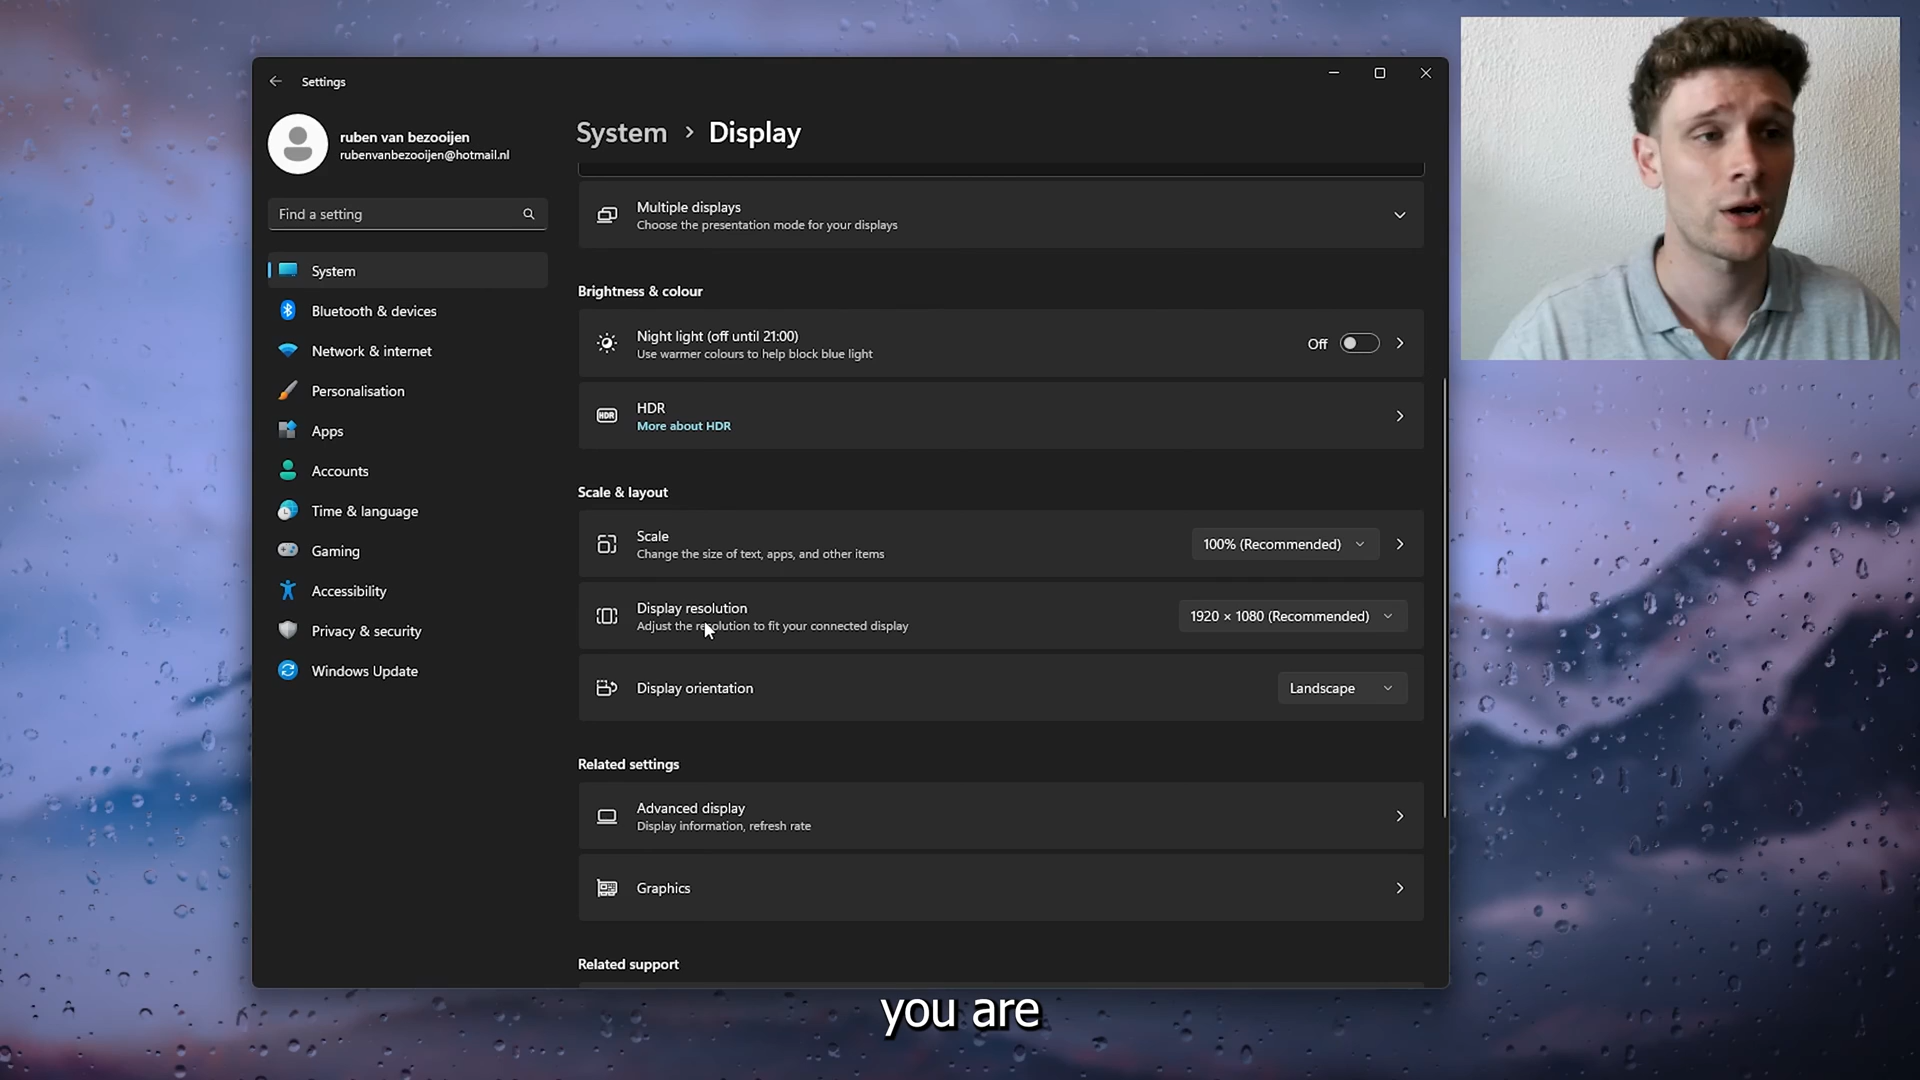 Settings
ruben van bezooijen
rubenvanbezooijen@hotmail.nl
Find a setting
System
Bluetooth & devices
Network & internet
Personalisation
Apps
Accounts
Time & language
Gaming
Accessibility
Privacy & security
Windows Update
System > Display
Multiple displays
Choose the presentation mode for your displays
Brightness & colour
Night light (off until 21:00)
Use warmer colours to help block blue light
Off
HDR
HDR
More about HDR
Scale & layout
Scale
Change the size of text, apps, and other items
100% (Recommended)
Display resolution
Adjust the resolution to fit your connected display
1920 × 1080 (Recommended)
Display orientation
Landscape
Related settings
Advanced display
Display information, refresh rate
Graphics
Related support
you are